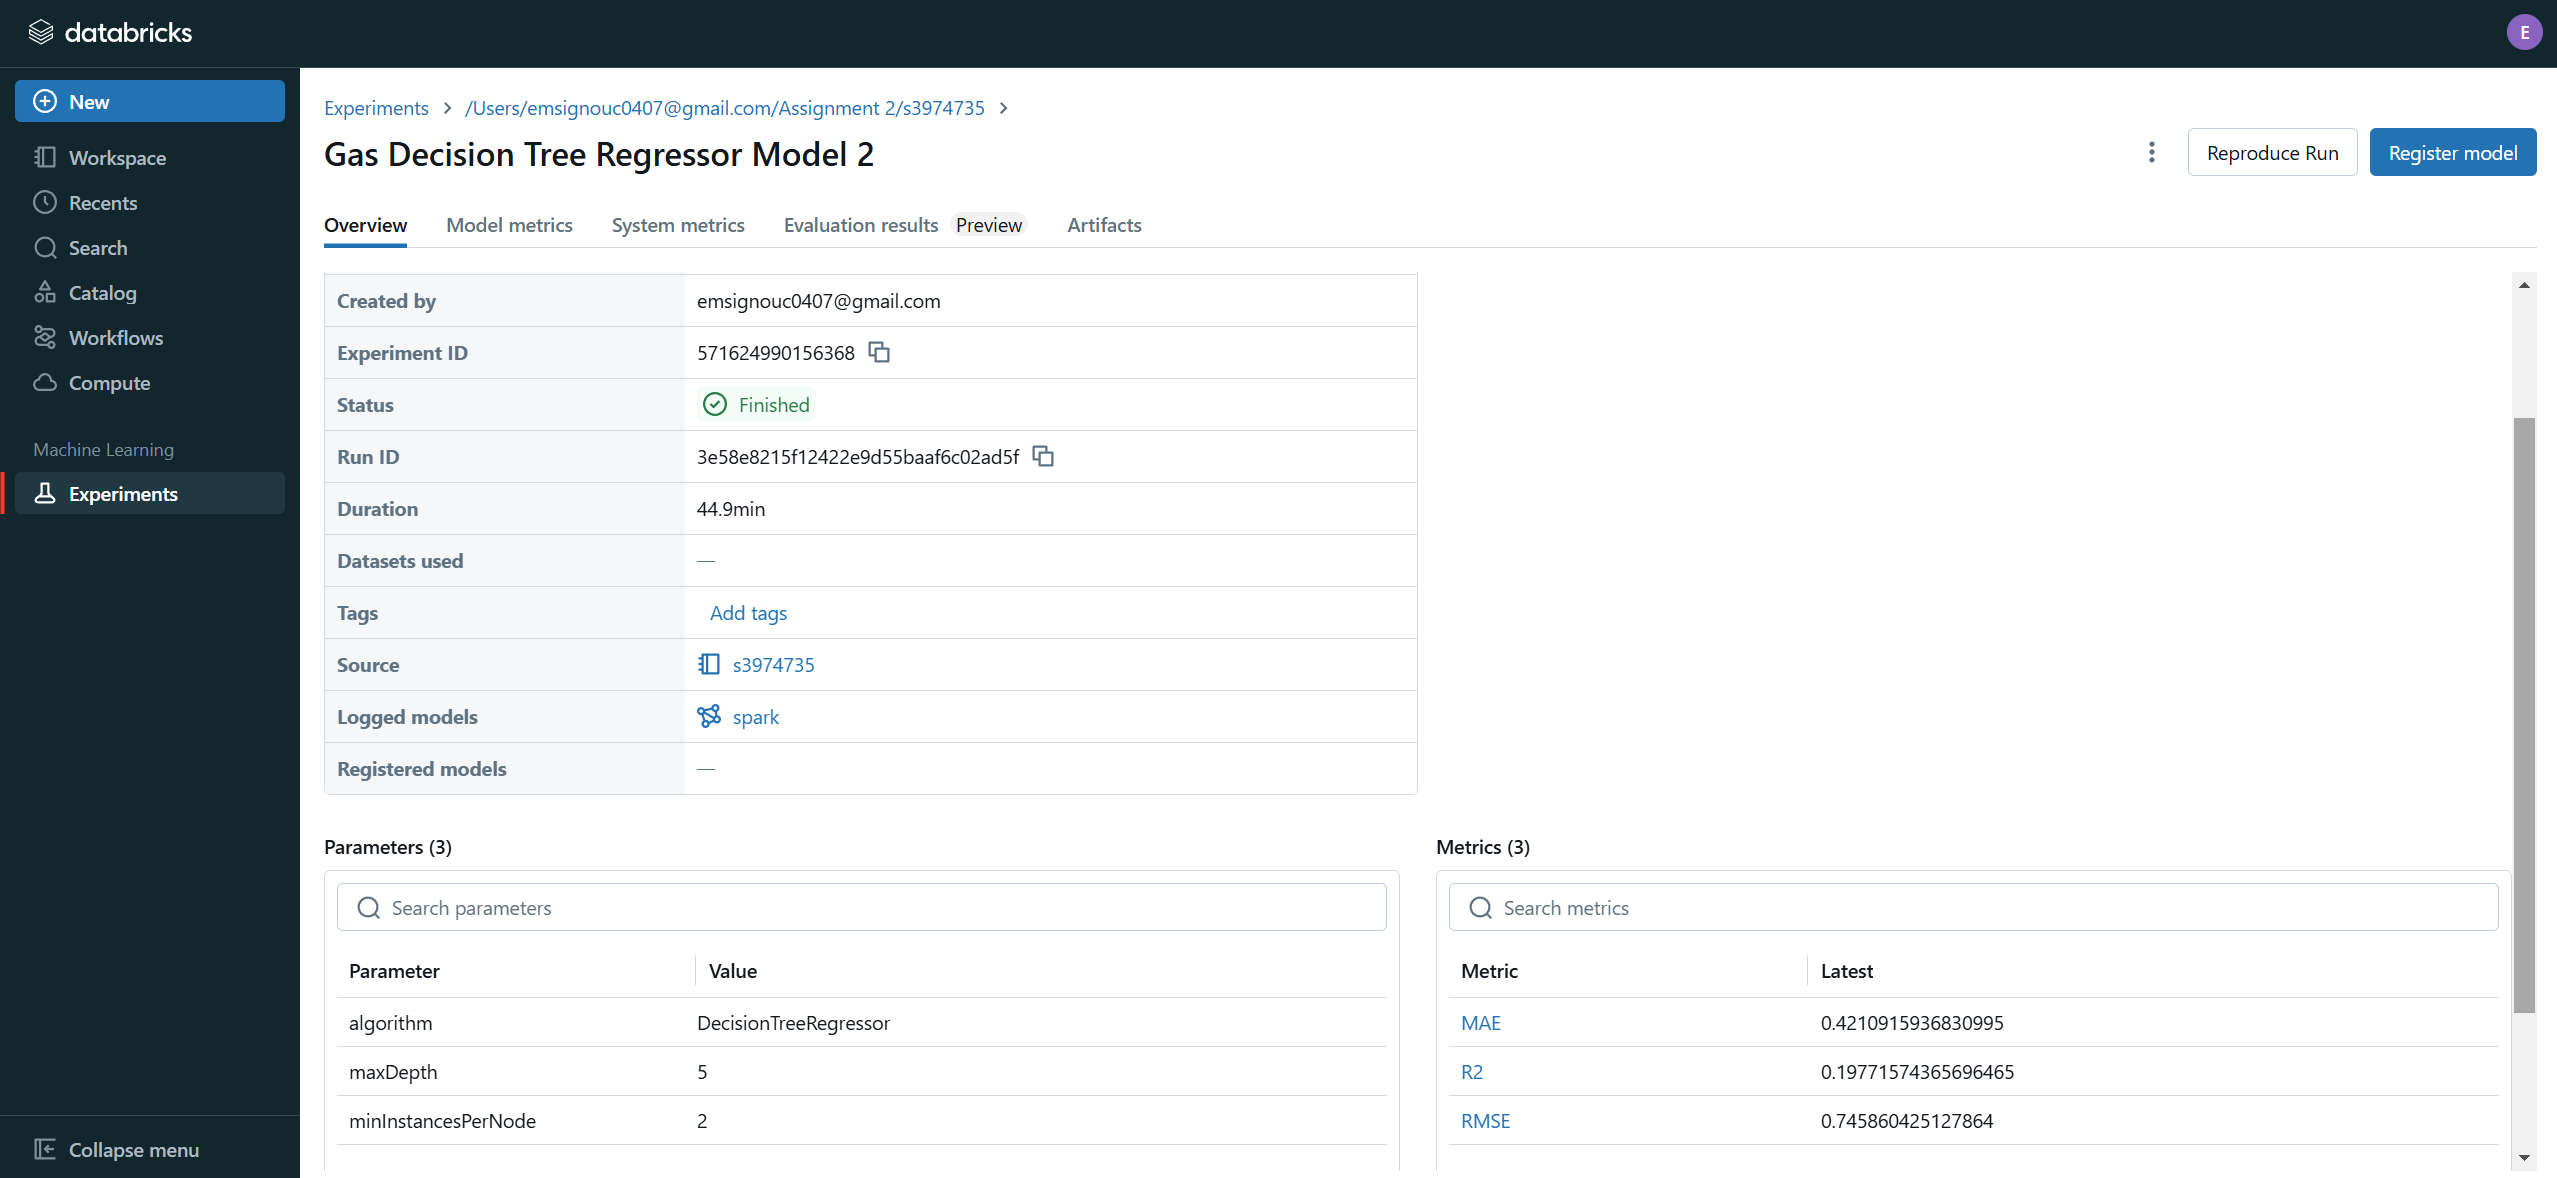 databricks
E
New
Workspace
Recents
Search
Catalog
Workflows
Compute
Machine Learning
Experiments
Collapse menu
Experiments > /Users/emsignouc0407@gmail.com/Assignment 2/s3974735 >
Gas Decision Tree Regressor Model 2
Reproduce Run
Register model
Overview Model metrics System metrics Evaluation results Preview Artifacts
Created by emsignouc0407@gmail.com
Experiment ID 571624990156368
Status Finished
Run ID 3e58e8215f12422e9d55baaf6c02ad5f
Duration 44.9min
Datasets used —
Tags Add tags
Source s3974735
Logged models spark
Registered models —
Parameters (3)
Search parameters
Parameter Value
algorithm DecisionTreeRegressor
maxDepth 5
minInstancesPerNode 2
Metrics (3)
Search metrics
Metric Latest
MAE 0.4210915936830995
R2 0.19771574365696465
RMSE 0.745860425127864